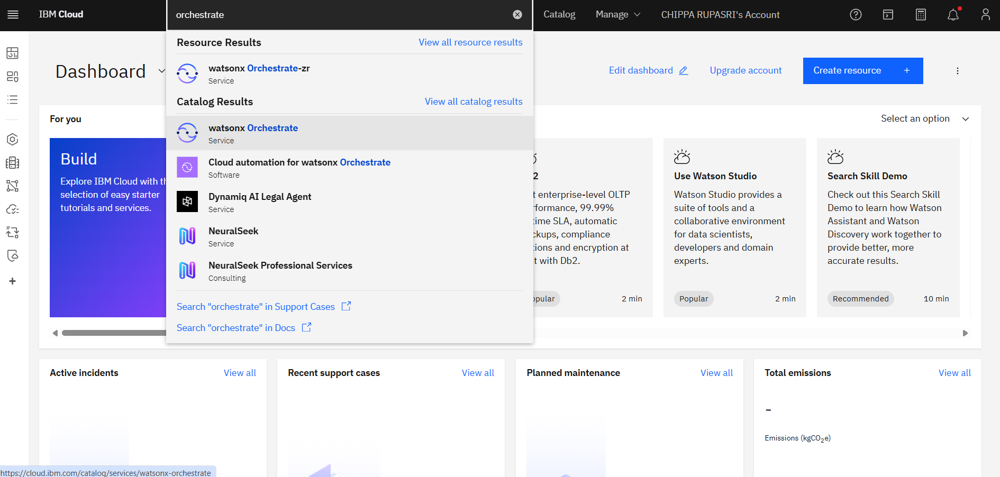 IBM Cloud
orchestrate
Catalog
Manage
CHIPPA RUPASRI's Account
Resource Results
View all resource results
watsonx Orchestrate-zr
Service
Catalog Results
View all catalog results
watsonx Orchestrate
Service
Cloud automation for watsonx Orchestrate
Software
Dynamiq AI Legal Agent
Service
NeuralSeek
Service
NeuralSeek Professional Services
Consulting
Search "orchestrate" in Support Cases
Search "orchestrate" in Docs
Dashboard
Edit dashboard
Upgrade account
Create resource +
For you
Select an option
Build
Explore IBM Cloud with
selection of easy starter
tutorials and services.
2
enterprise-level OLTP
99.99%
SLA, automatic
compliance
and encryption at
with Db2.
2 min
Use Watson Studio
Watson Studio provides a
suite of tools and a
collaborative environment
for data scientists,
developers and domain
experts.
Popular
2 min
Search Skill Demo
Check out this Search Skill
Demo to learn how Watson
Assistant and Watson
Discovery work together to
provide better, more
accurate results.
Recommended
10 min
Active incidents
View all
Recent support cases
View all
Planned maintenance
View all
Total emissions
View all
-
Emissions (kgCO₂e)
https://cloud.ibm.com/catalog/services/watsonx-orchestrate